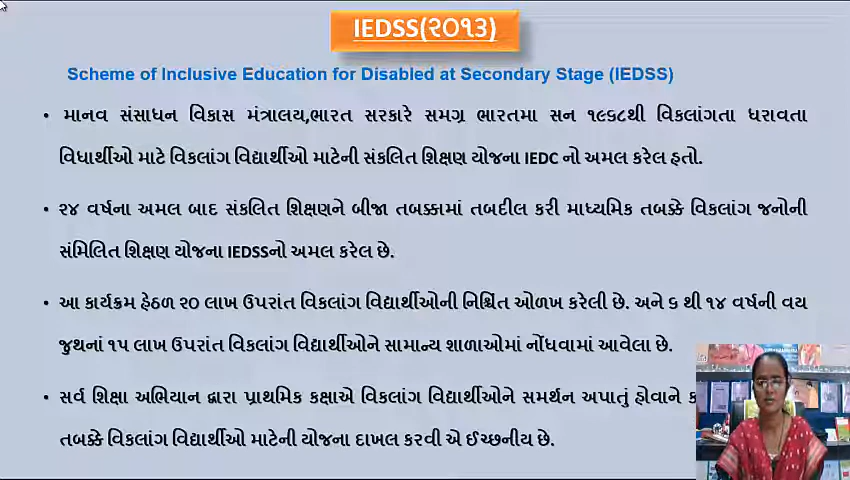 IEDSS(૨૦૧૩)
Scheme of Inclusive Education for Disabled at Secondary Stage (IEDSS)
• માનવ સંસાધન વિકાસ મંત્રાલય,ભારત સરકારે સમગ્ર ભારતમા સન ૧૯૬૮થી વિકલાંગતા ધરાવતા
વિધાર્થીઓ માટે વિકલાંગ વિદ્યાર્થીઓ માટેની સંકલિત શિક્ષણ યોજના IEDC નો અમલ કરેલ હતો.
• ૨૪ વર્ષના અમલ બાદ સંકલિત શિક્ષણને બીજા તબક્કામાં તબદીલ કરી માધ્યમિક તબક્કે વિકલાંગ જનોની
સંમિલિત શિક્ષણ યોજના IEDSSનો અમલ કરેલ છે.
• આ કાર્યક્રમ હેઠળ ૨૦ લાખ ઉપરાંત વિકલાંગ વિદ્યાર્થીઓની નિશ્ચિંત ઓળખ કરેલી છે. અને ૬ થી ૧૪ વર્ષની વય
જુથનાં ૧૫ લાખ ઉપરાંત વિકલાંગ વિદ્યાર્થીઓને સામાન્ય શાળાઓમાં નોંધવામાં આવેલા છે.
• સર્વ શિક્ષા અભિયાન દ્વારા પ્રાથમિક કક્ષાએ વિકલાંગ વિદ્યાર્થીઓને સમર્થન અપાતું હોવાને
તબક્કે વિકલાંગ વિદ્યાર્થીઓ માટેની યોજના દાખલ કરવી એ ઈચ્છનીય છે.